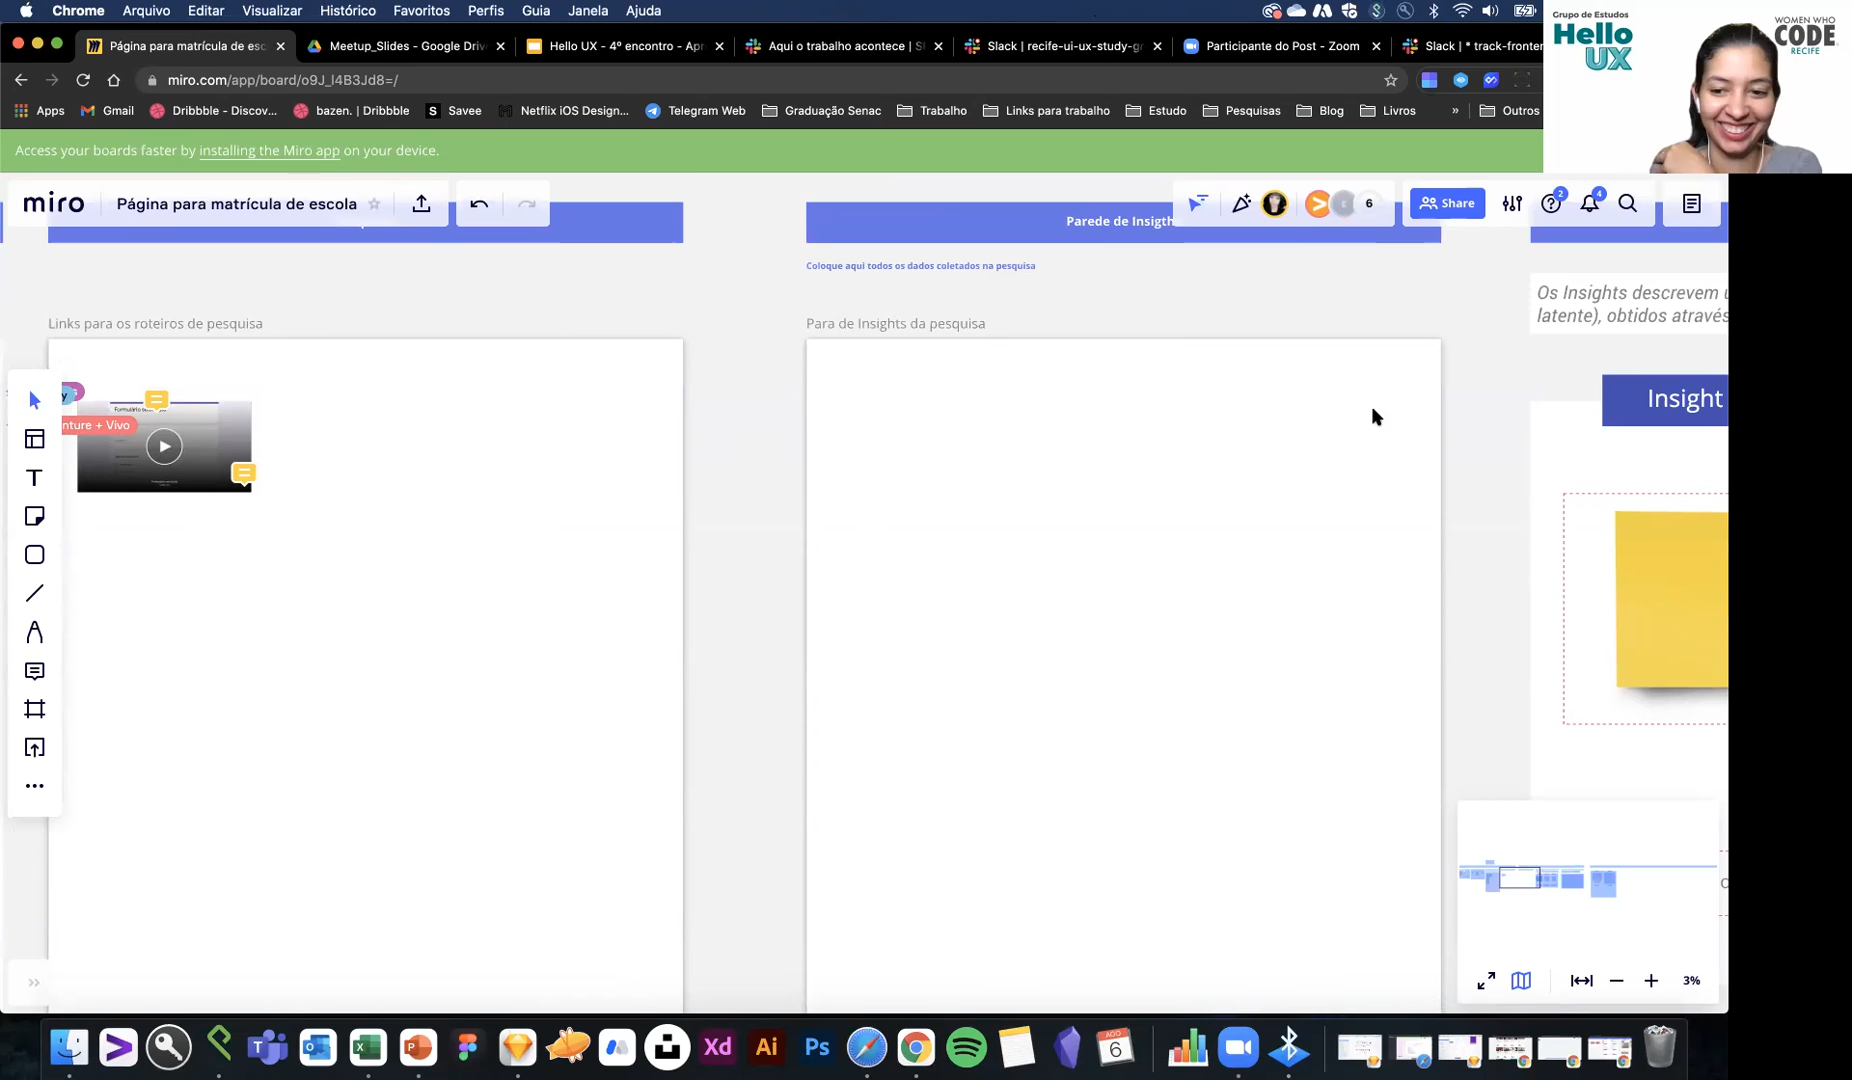 Chrome Arquivo Editar Visualizar Histórico Favoritos Perfis Guia Janela Ajuda
Grupo de Estudos
Hello
UX
WOMEN WHO
CODE
RECIFE
Página para matrícula de esc
Meetup_Slides - Google Driv
Hello UX - 4º encontro - Apr
Aqui o trabalho acontece | S
Slack | recife-ui-ux-study-gr
Participante do Post - Zoom
Slack | * track-fronten
miro.com/app/board/o9J_l4B3Jd8=/
Apps Gmail Dribbble - Discov... bazen. | Dribbble Savee Netflix iOS Design... Telegram Web Graduação Senac Trabalho Links para trabalho Estudo Pesquisas Blog Livros » Outros
Access your boards faster by installing the Miro app on your device.
miro Página para matrícula de escola
6 Share 2 4
Parede de Insigth
Coloque aqui todos os dados coletados na pesquisa
Os Insights descrevem
latente), obtidos através
Links para os roteiros de pesquisa
Para de Insights da pesquisa
nture + Vivo
Insight
3%
Xd Ai Ps
AGO
6